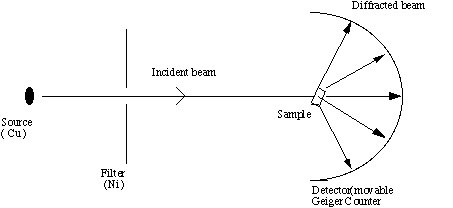 Diffracted beam
Incident beam
Source
( Cu)
Sample
Filter
(Ni)
Detector(movable
Geiger Counter